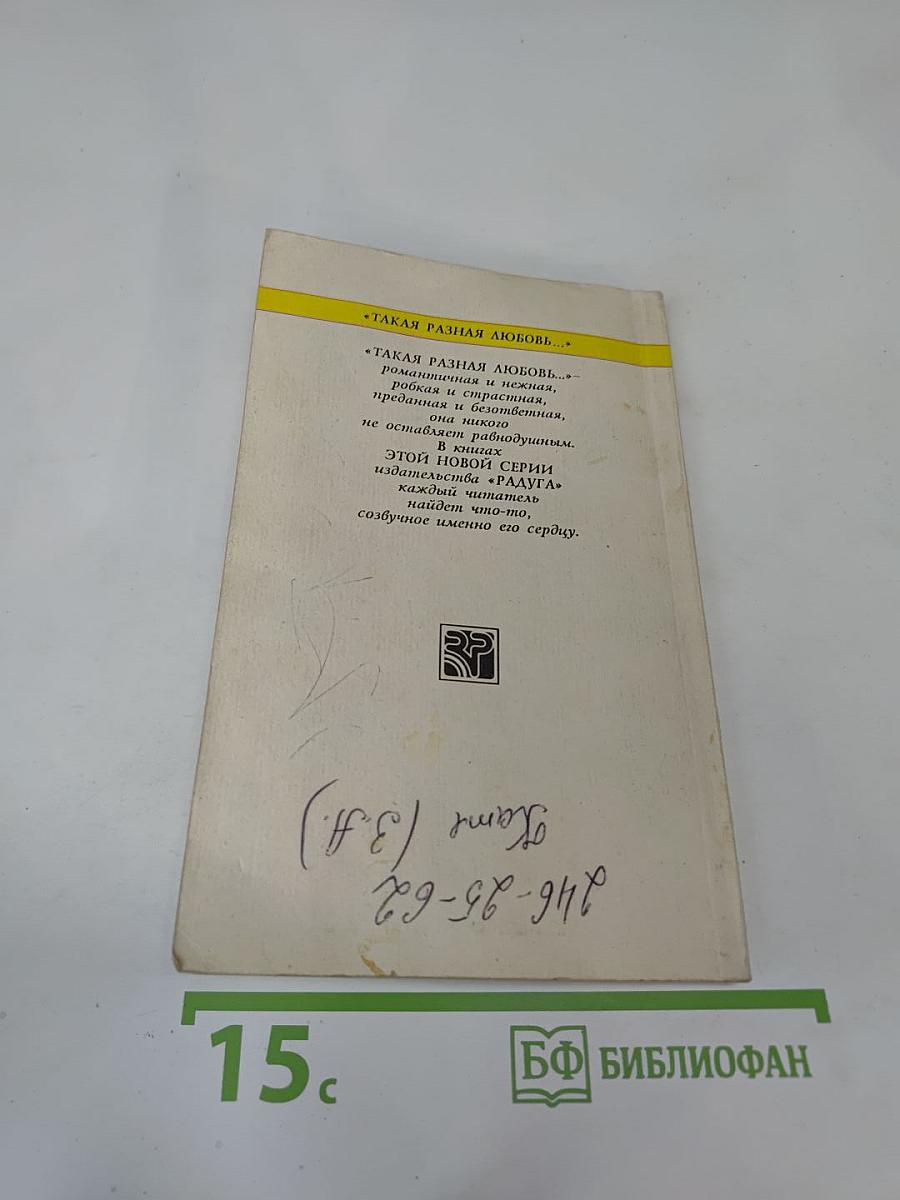 «ТАКАЯ РАЗНАЯ ЛЮБОВЬ...»
«ТАКАЯ РАЗНАЯ ЛЮБОВЬ...»–
романтичная и нежная,
робкая и страстная,
преданная и безответная,
она никого
не оставляет равнодушным.
В книгах
ЭТОЙ НОВОЙ СЕРИИ
издательства «РАДУГА»
каждый читатель
найдет что-то,
созвучное именно его сердцу.
246-25-62
(З.А.)
15 с
БФ БИБЛИОФАН